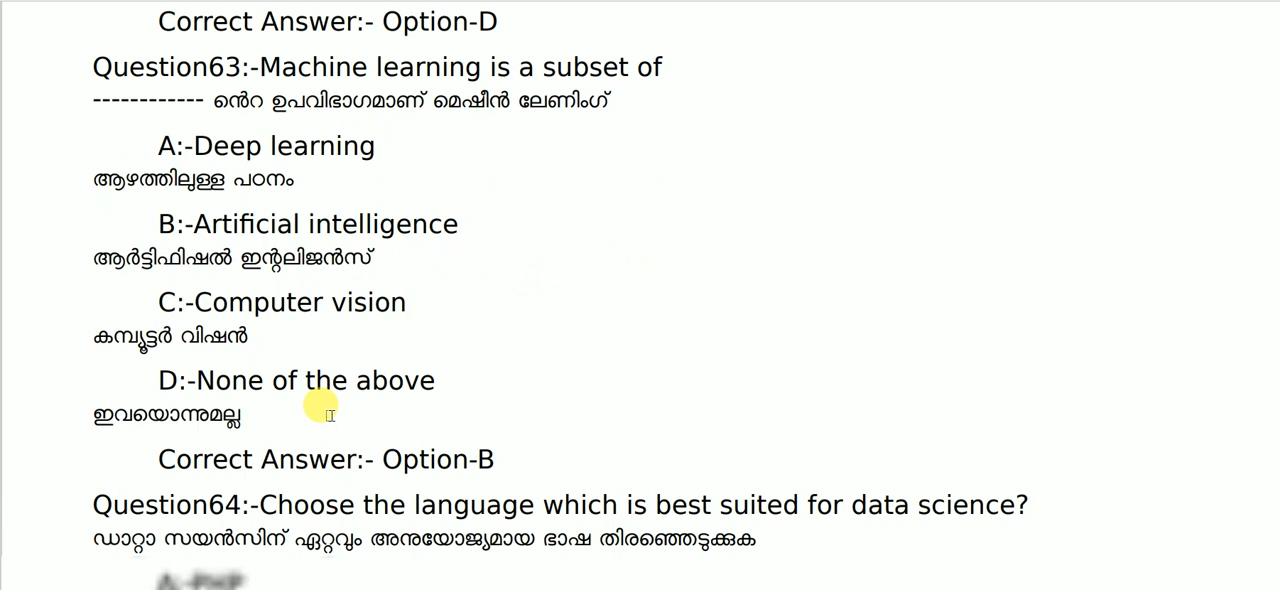 Correct Answer:- Option-D
Question63:-Machine learning is a subset of
------------ ൻെറ ഉപവിഭാഗമാണ് മെഷീൻ ലേണിംഗ്
A:-Deep learning
ആഴത്തിലുള്ള പഠനം
B:-Artificial intelligence
ആർട്ടിഫിഷൽ ഇന്റലിജൻസ്
C:-Computer vision
കമ്പ്യൂട്ടർ വിഷൻ
D:-None of the above
ഇവയൊന്നുമല്ല
Correct Answer:- Option-B
Question64:-Choose the language which is best suited for data science?
ഡാറ്റാ സയൻസിന് ഏറ്റവും അനുയോജ്യമായ ഭാഷ തിരഞ്ഞെടുക്കുക